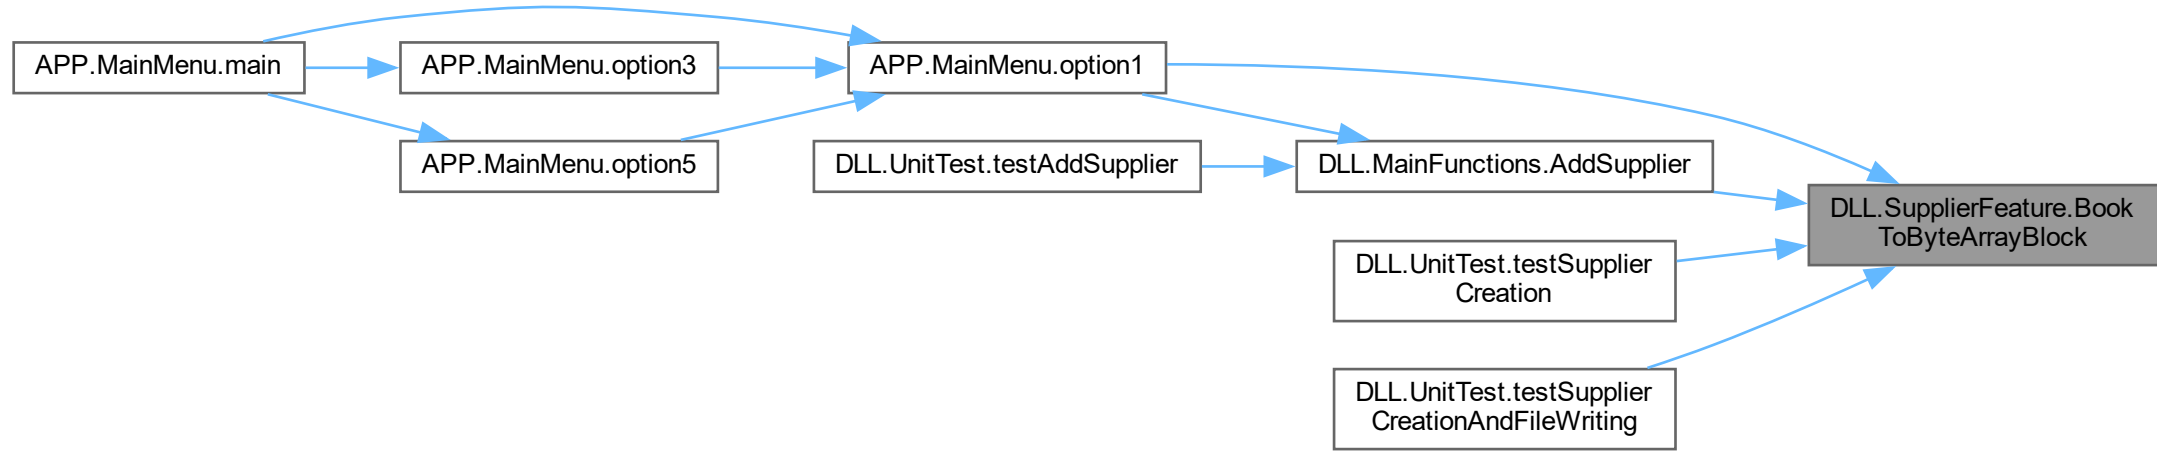 APP.MainMenu.main
APP.MainMenu.option3
APP.MainMenu.option1
APP.MainMenu.option5
DLL.UnitTest.testAddSupplier
DLL.MainFunctions.AddSupplier
DLL.SupplierFeature.Book
ToByteArrayBlock
DLL.UnitTest.testSupplier
Creation
DLL.UnitTest.testSupplier
CreationAndFileWriting